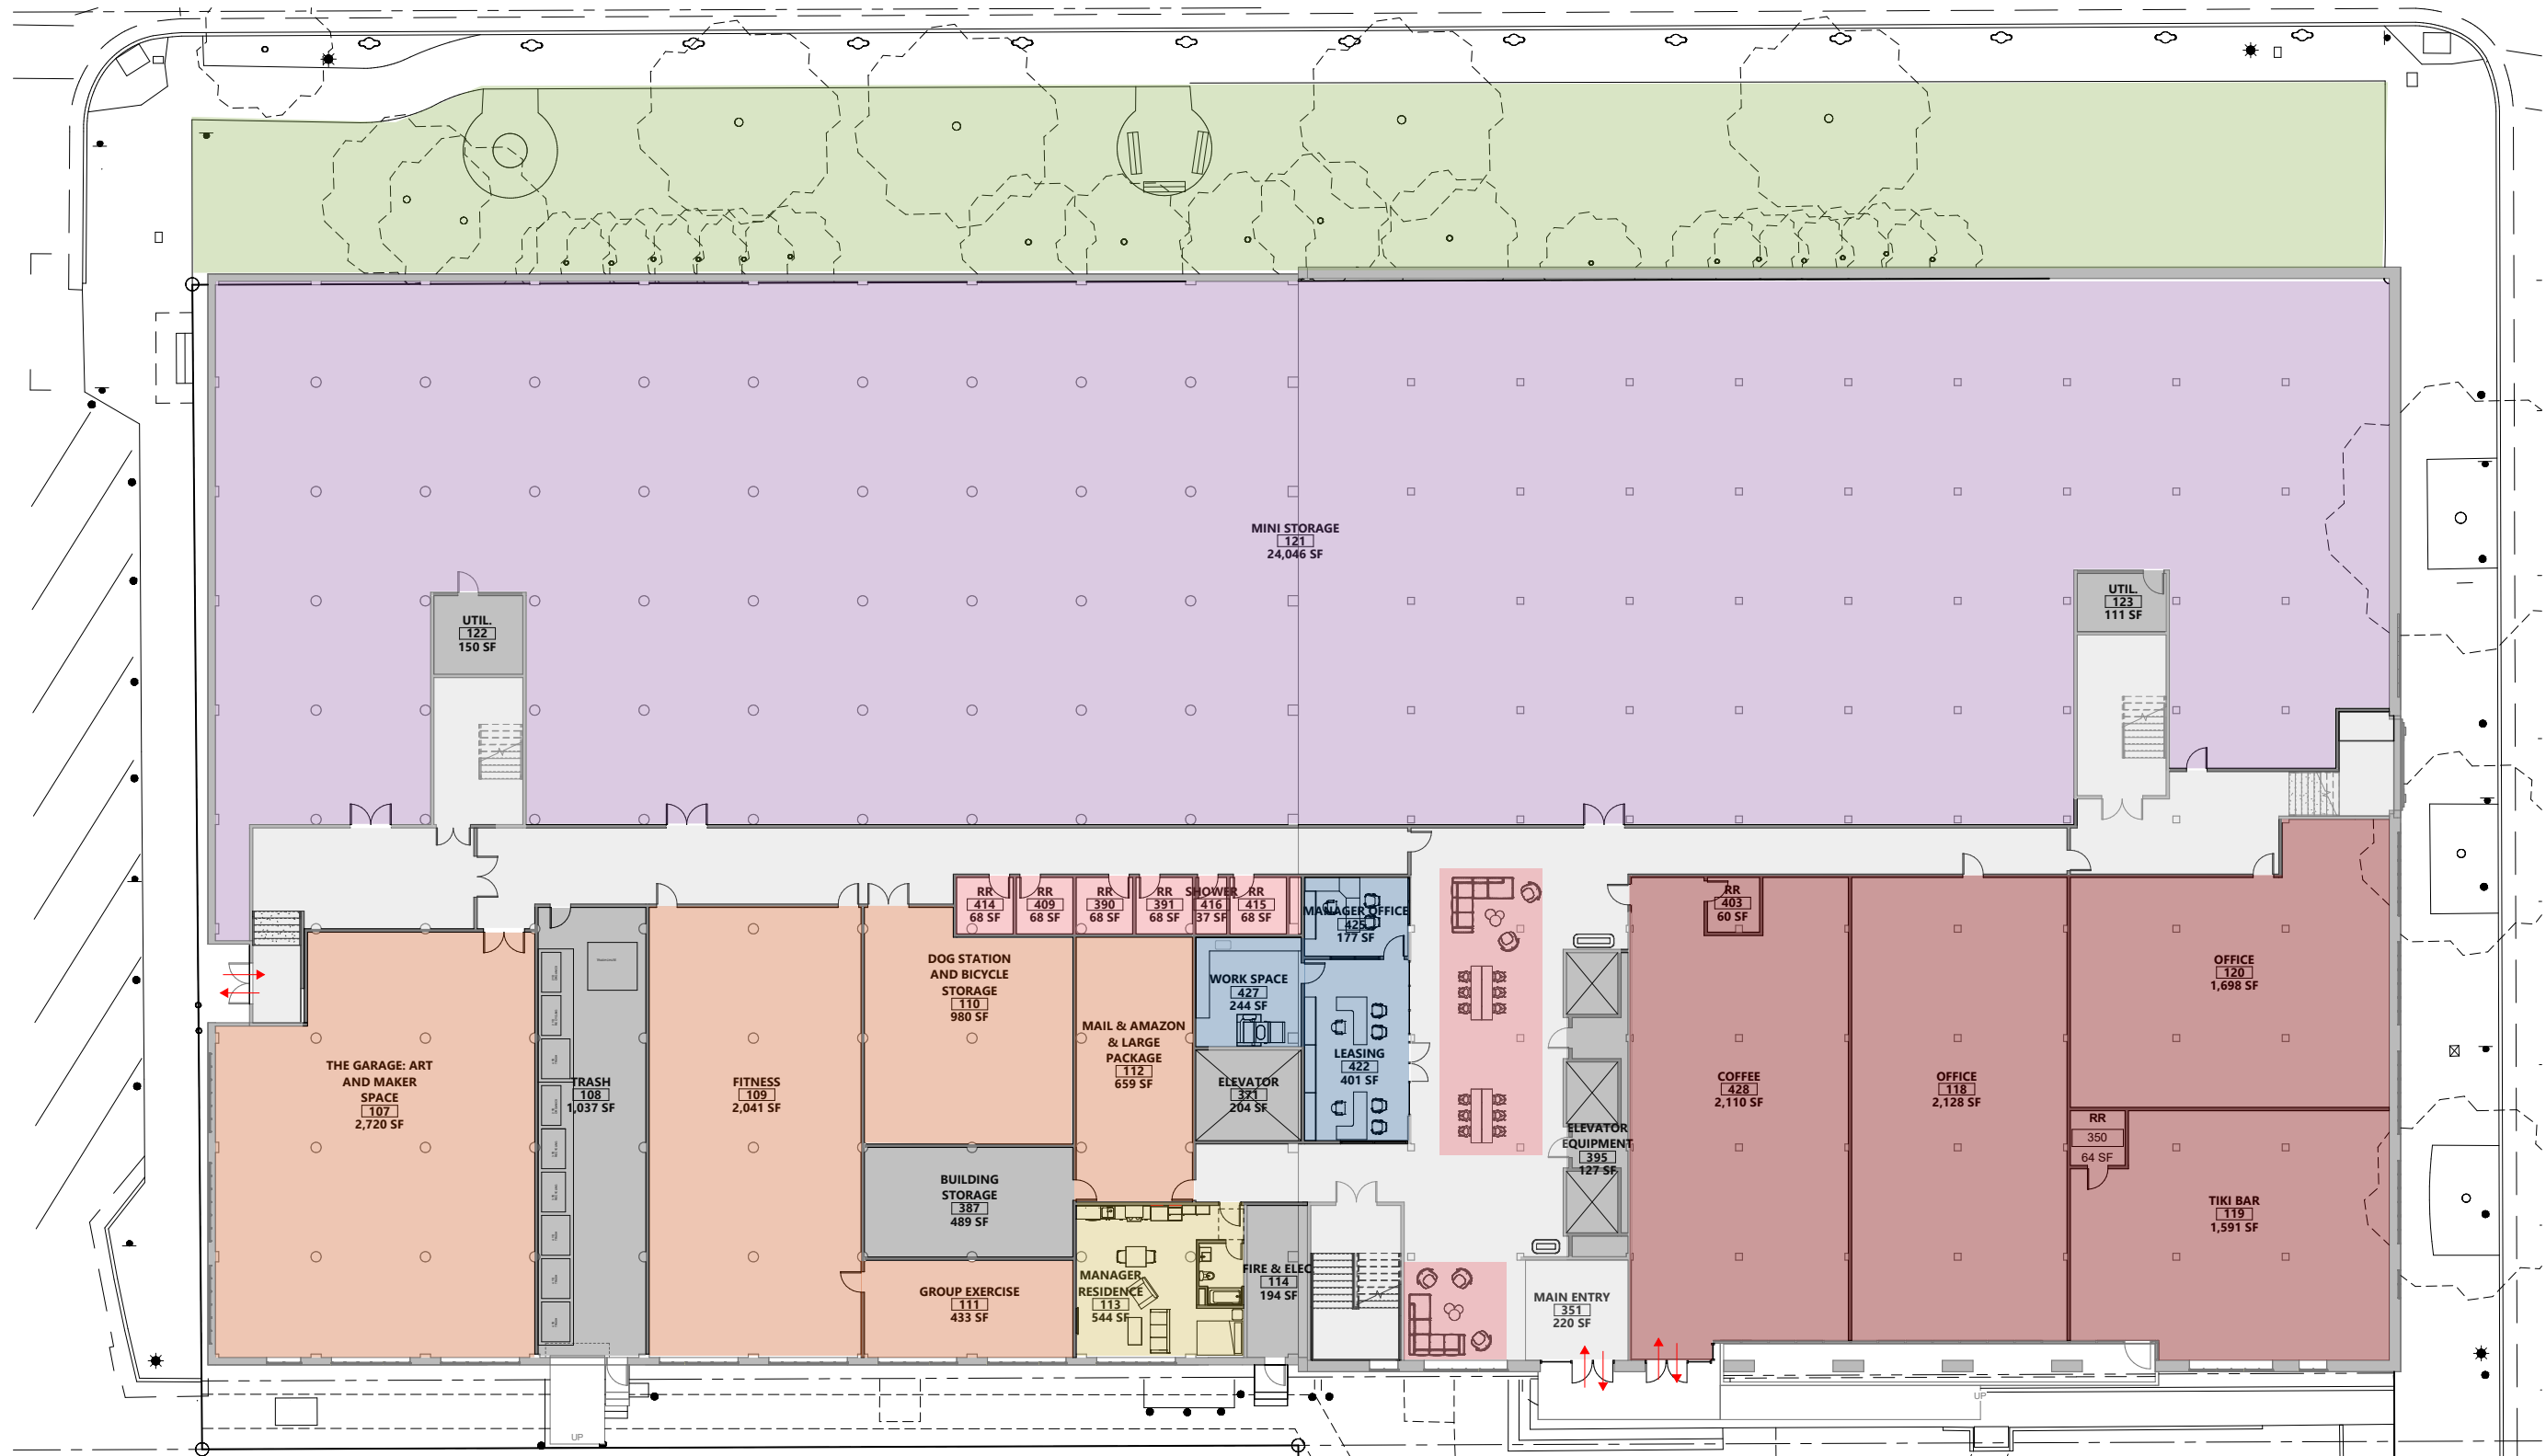 MINI STORAGE
121
24,046 SF
UTIL.
122
150 SF
UTIL.
123
111 SF
RR
414
68 SF
RR
409
68 SF
RR
390
68 SF
RR
391
68 SF
SHOWER
416
37 SF
RR
415
68 SF
MANAGER OFFICE
425
177 SF
RR
403
60 SF
DOG STATION
AND BICYCLE
STORAGE
110
980 SF
WORK SPACE
427
244 SF
OFFICE
120
1,698 SF
MAIL & AMAZON
& LARGE
PACKAGE
112
659 SF
LEASING
422
401 SF
THE GARAGE: ART
AND MAKER
SPACE
107
2,720 SF
TRASH
108
1,037 SF
FITNESS
109
2,041 SF
ELEVATOR
371
204 SF
COFFEE
428
2,110 SF
OFFICE
118
2,128 SF
ELEVATOR
EQUIPMENT
395
127 SF
RR
350
64 SF
BUILDING
STORAGE
387
489 SF
TIKI BAR
119
1,591 SF
GROUP EXERCISE
111
433 SF
MANAGER
RESIDENCE
113
544 SF
FIRE & ELEC
114
194 SF
MAIN ENTRY
351
220 SF
UP
UP